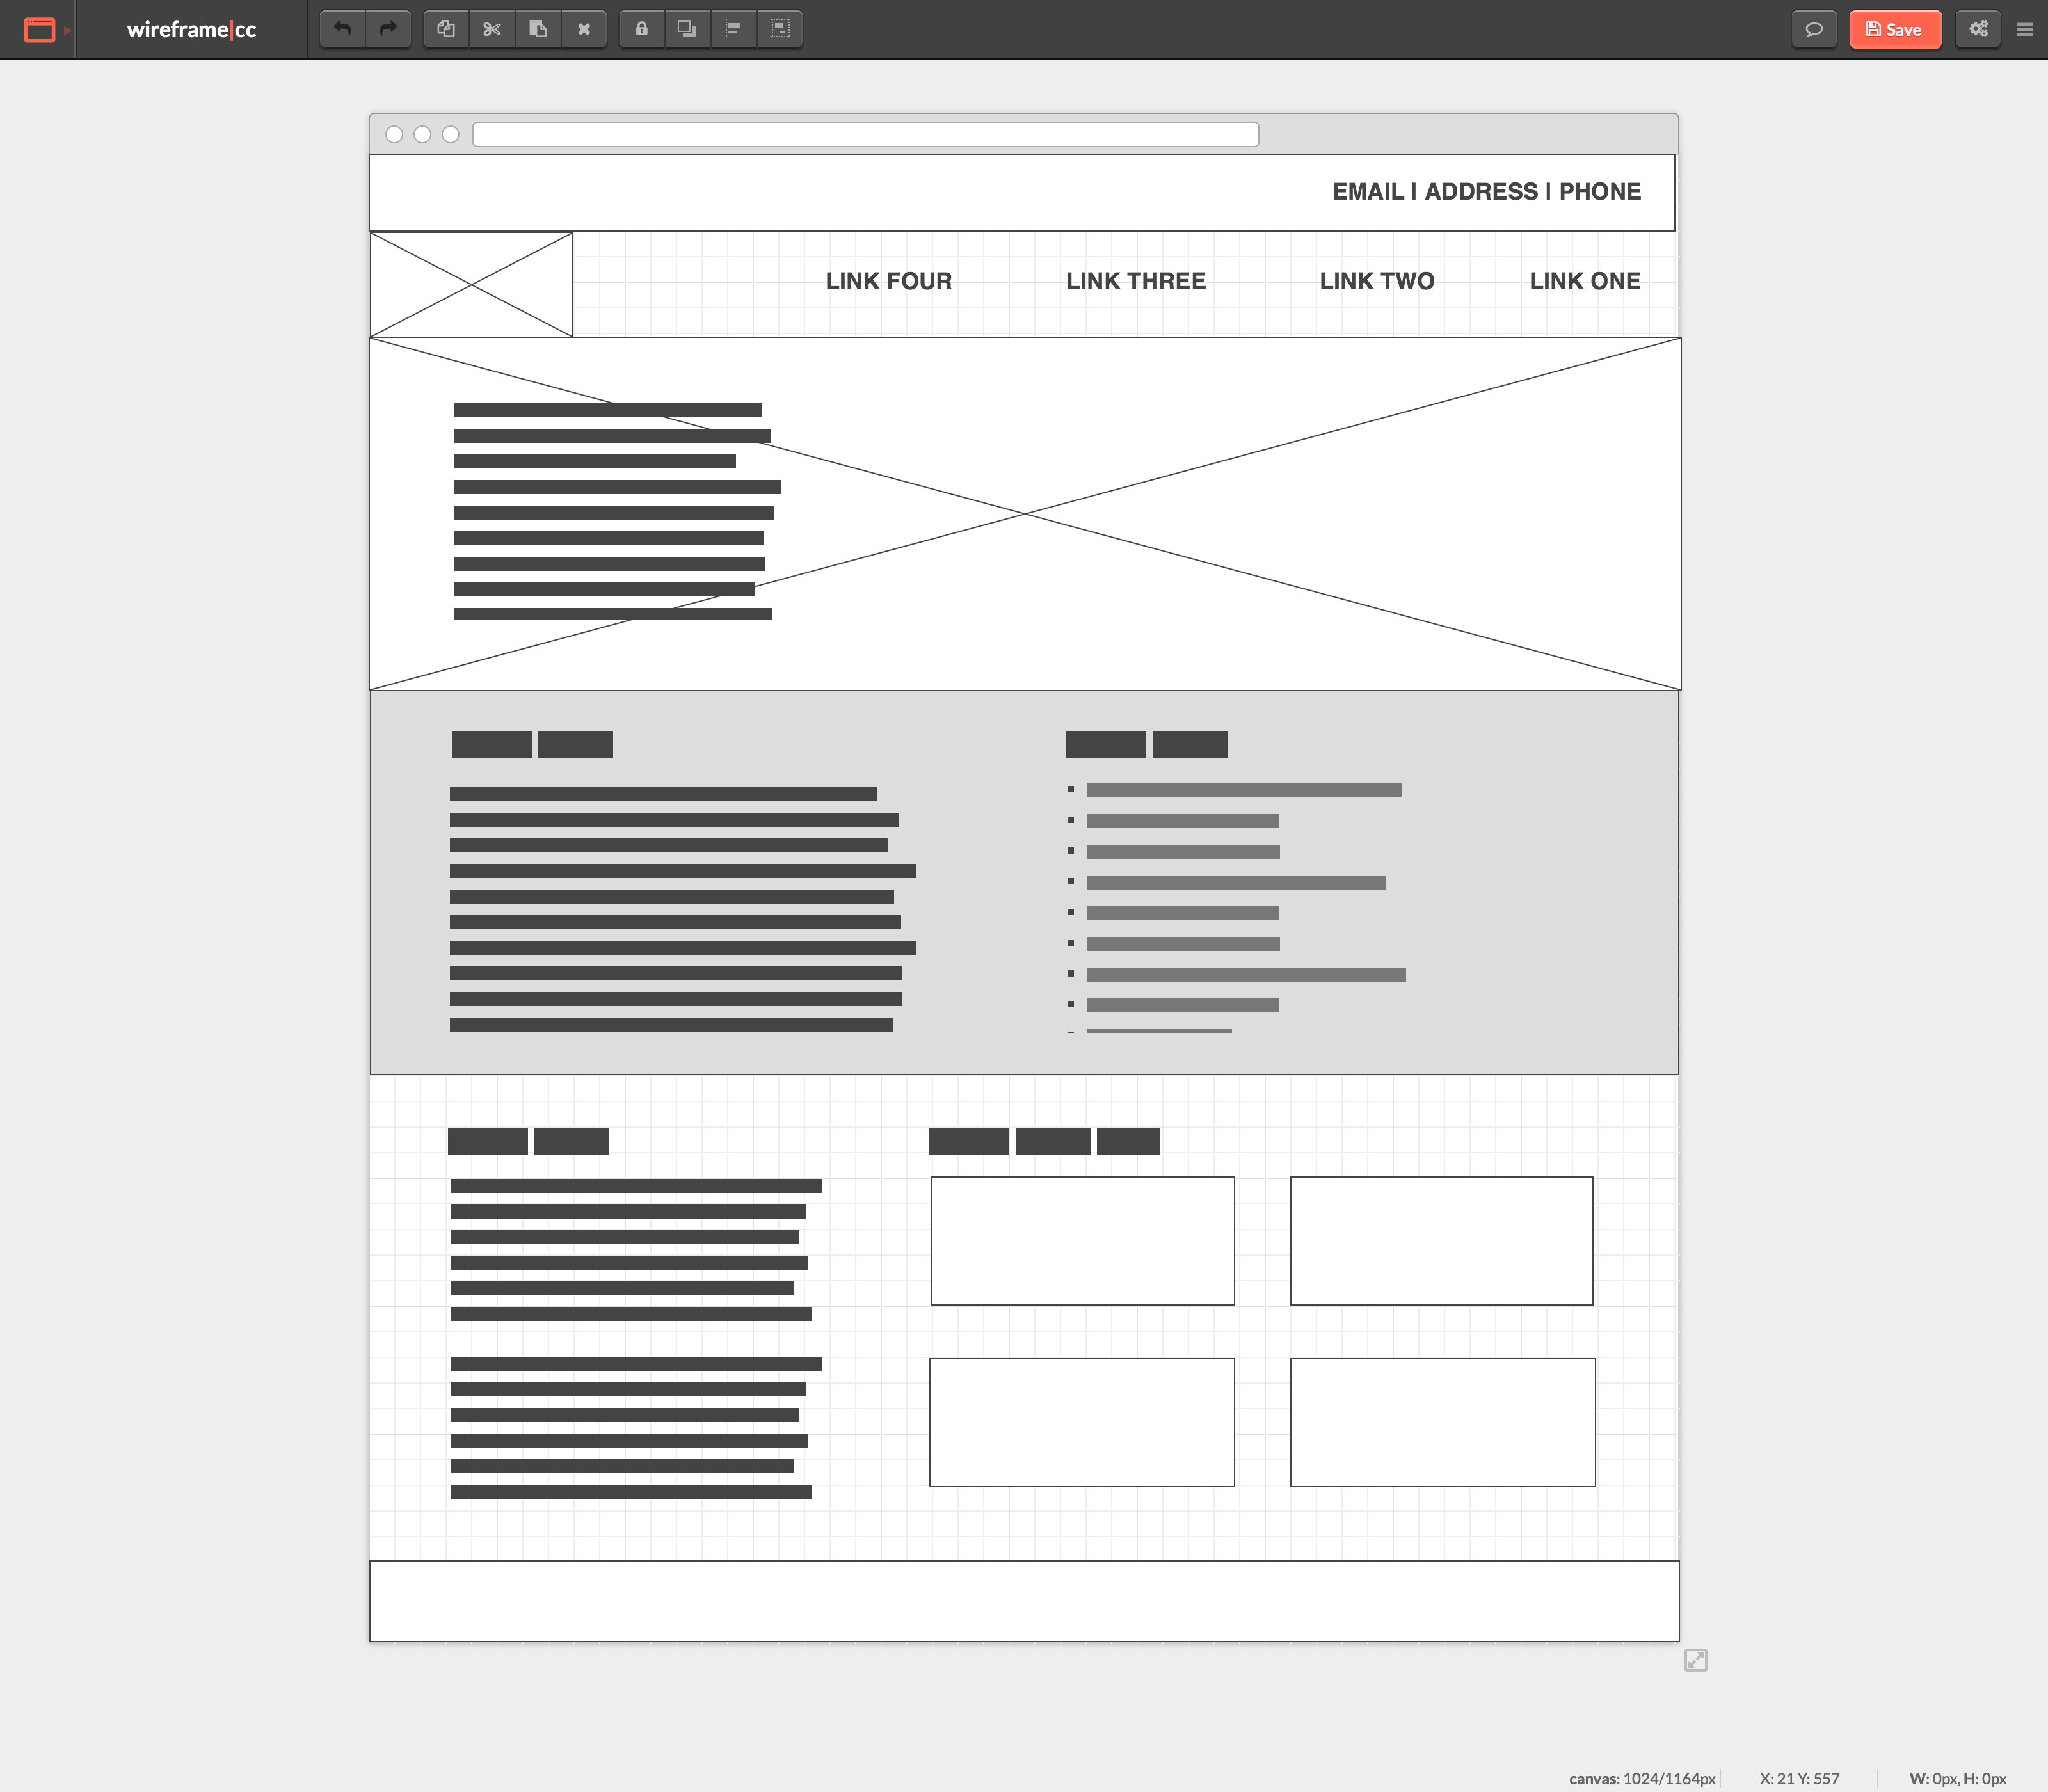 wireframe|cc
Save
EMAIL | ADDRESS | PHONE
LINK FOUR LINK THREE LINK TWO LINK ONE
canvas: 1024/1164px X: 21 Y: 557 W: 0px, H: 0px